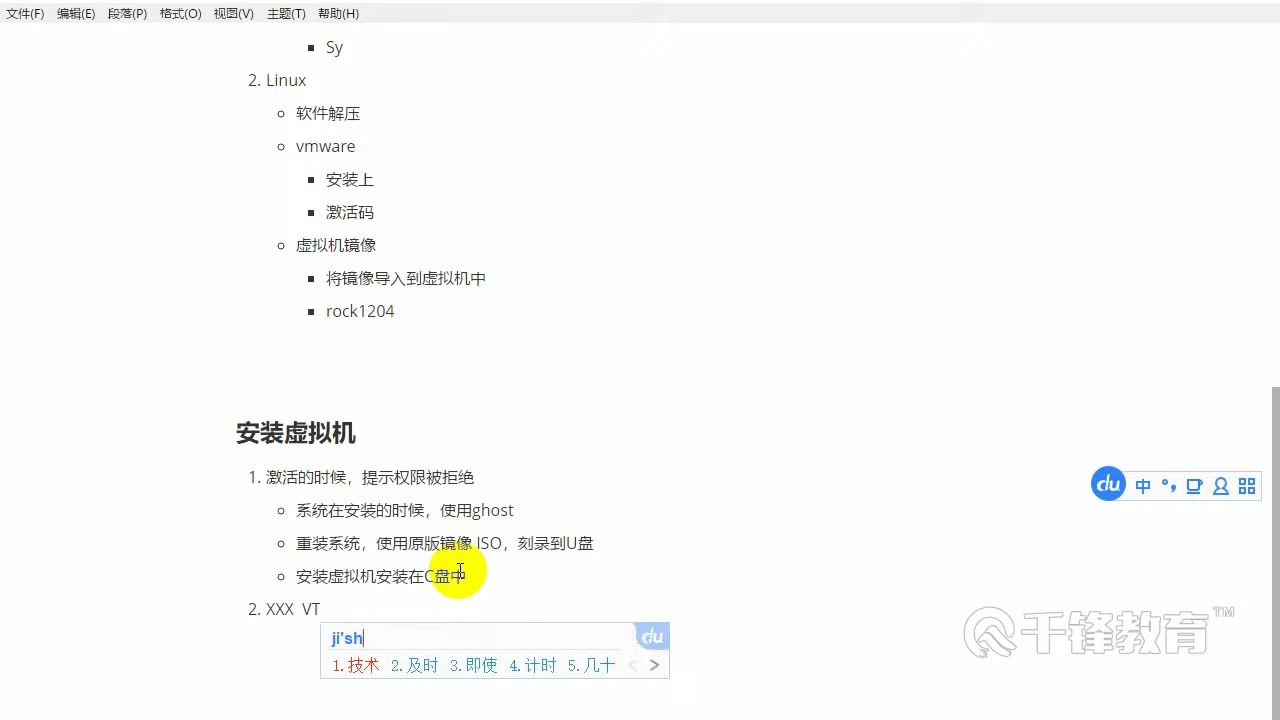 文件(F) 编辑(E) 段落(P) 格式(O) 视图(V) 主题(T) 帮助(H)
Sy
2. Linux
软件解压
vmware
安装上
激活码
虚拟机镜像
将镜像导入到虚拟机中
rock1204
安装虚拟机
1. 激活的时候，提示权限被拒绝
系统在安装的时候，使用ghost
du 中 °，
重装系统，使用原版镜像 ISO，刻录到U盘
安装虚拟机安装在C盘中
2. XXX VT
千锋教育™
ji'sh du
1.技术 2.及时 3.即使 4.计时 5.几十 < >